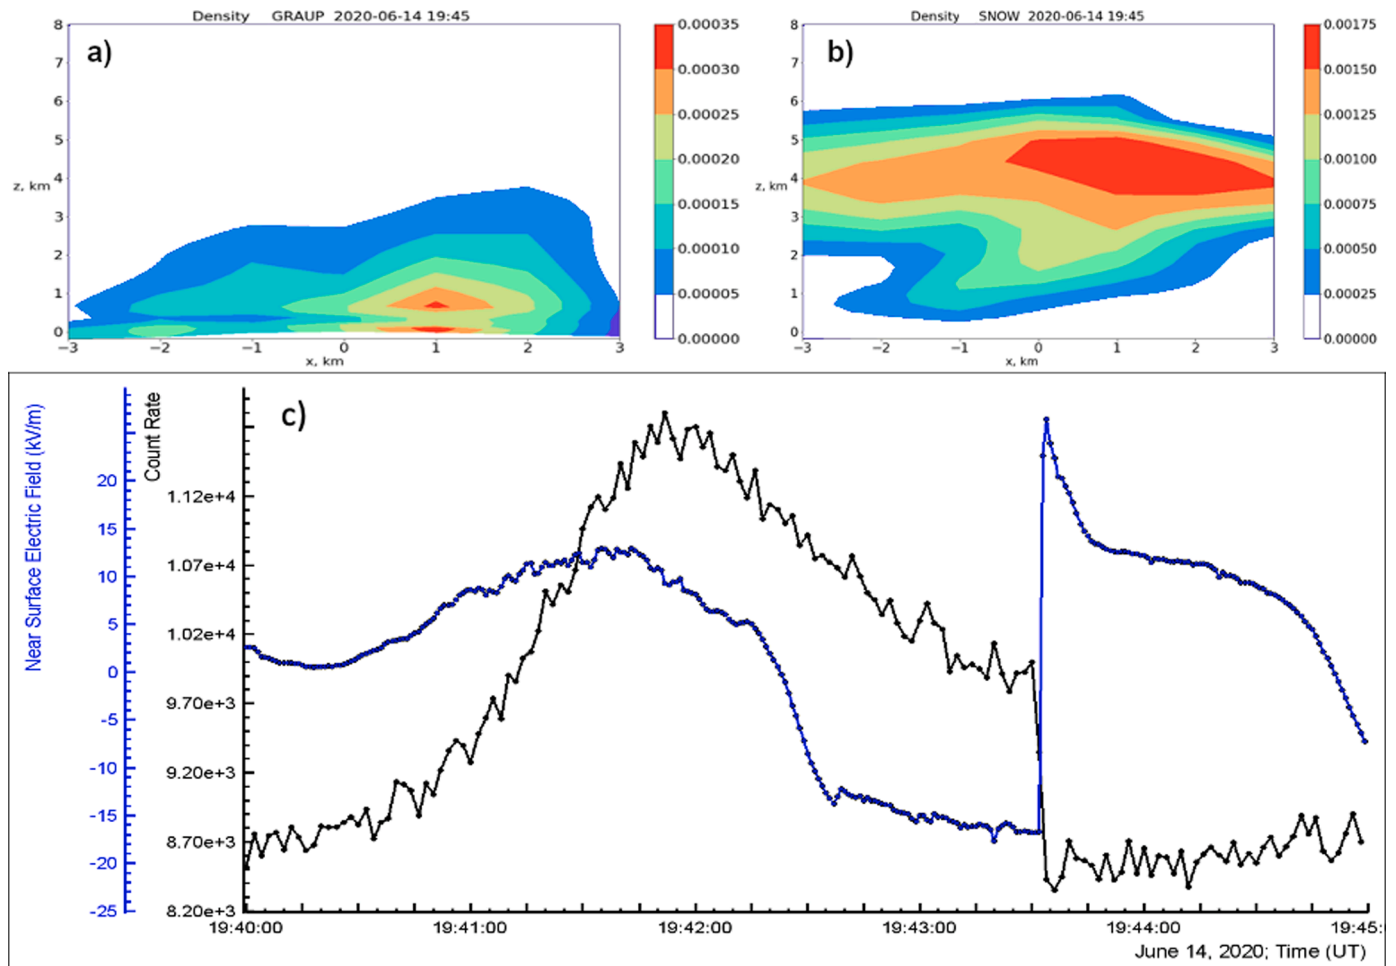 Density GRAUP 2020-06-14 19:45
a)
8
7
6
5
4
3
2
1
0
z, km
−3 −2 −1 0 1 2 3
x, km
0.00035
0.00030
0.00025
0.00020
0.00015
0.00010
0.00005
0.00000
Density SNOW 2020-06-14 19:45
b)
8
7
6
5
4
3
2
1
0
z, km
−3 −2 −1 0 1 2 3
x, km
0.00175
0.00150
0.00125
0.00100
0.00075
0.00050
0.00025
0.00000
c)
Near Surface Electric Field (kV/m)
20
15
10
5
0
-5
-10
-15
-20
-25
Count Rate
1.12e+4
1.07e+4
1.02e+4
9.70e+3
9.20e+3
8.70e+3
8.20e+3
19:40:00 19:41:00 19:42:00 19:43:00 19:44:00 19:45:
June 14, 2020; Time (UT)